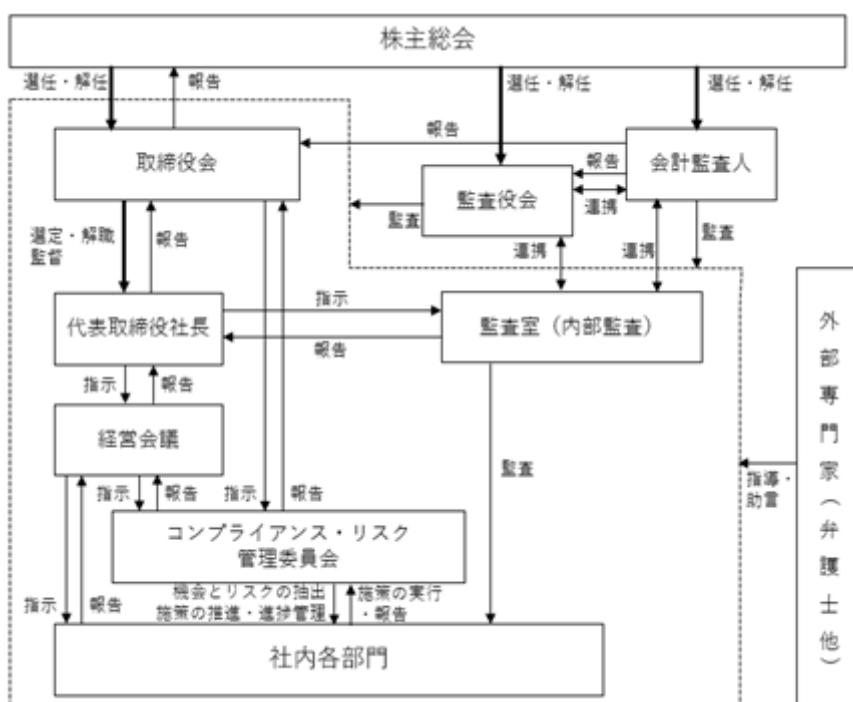 株主総会
選任・解任
報告
選任・解任
選任・解任
取締役会
報告
会計監査人
報告
監査役会
連携
監査
監査
選定・解職
監督
報告
連携
連携
代表取締役社長
指示
監査室（内部監査）
報告
指示
報告
経営会議
監査
指示
報告
指示
報告
コンプライアンス・リスク
管理委員会
機会とリスクの抽出
施策の推進・進捗管理
施策の実行
・報告
指示
報告
社内各部門
指導・
助言
外部専門家（弁護士他）